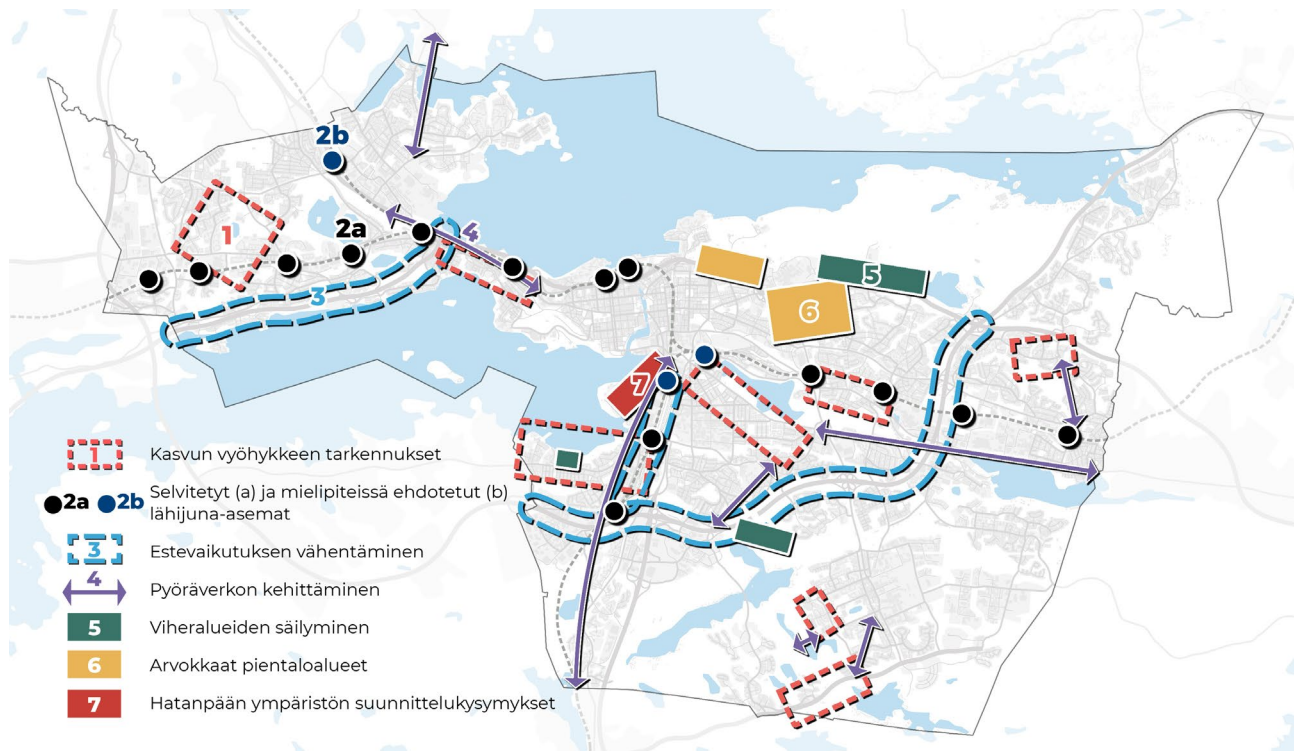 2b
1
2a
4
3
5
6
7
1 Kasvun vyöhykkeen tarkennukset
2a 2b Selvitetyt (a) ja mielipiteissä ehdotetut (b)
lähijuna-asemat
3 Estevaikutuksen vähentäminen
4 Pyöräverkon kehittäminen
5 Viheralueiden säilyminen
6 Arvokkaat pientaloalueet
7 Hatanpään ympäristön suunnittelukysymykset